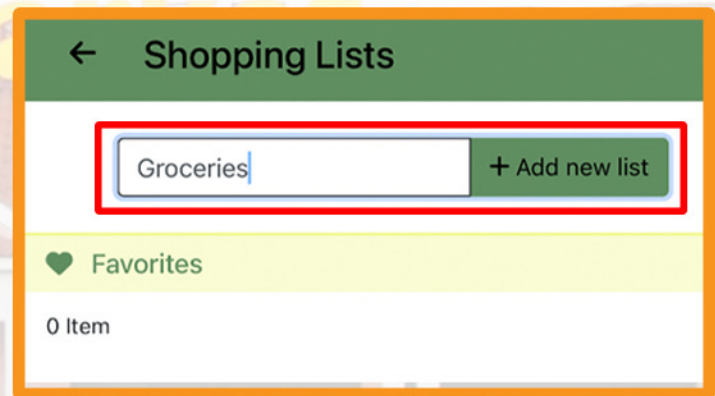 Shopping Lists
Groceries + Add new list
Favorites
0 Item